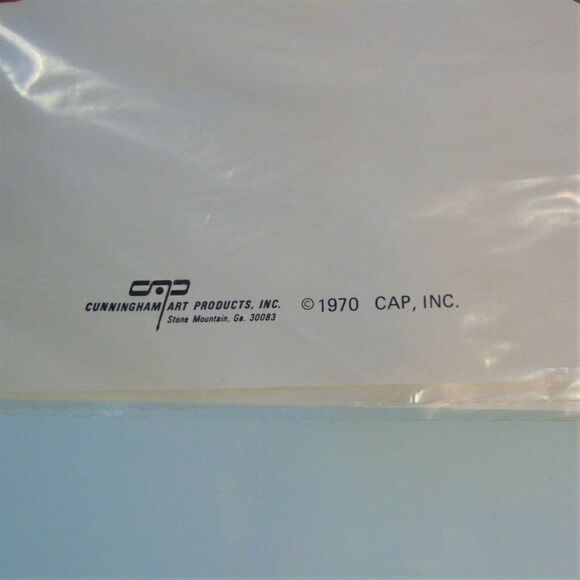 CAP
CUNNINGHAM ART PRODUCTS, INC.
Stone Mountain, Ga. 30083
© 1970 CAP, INC.